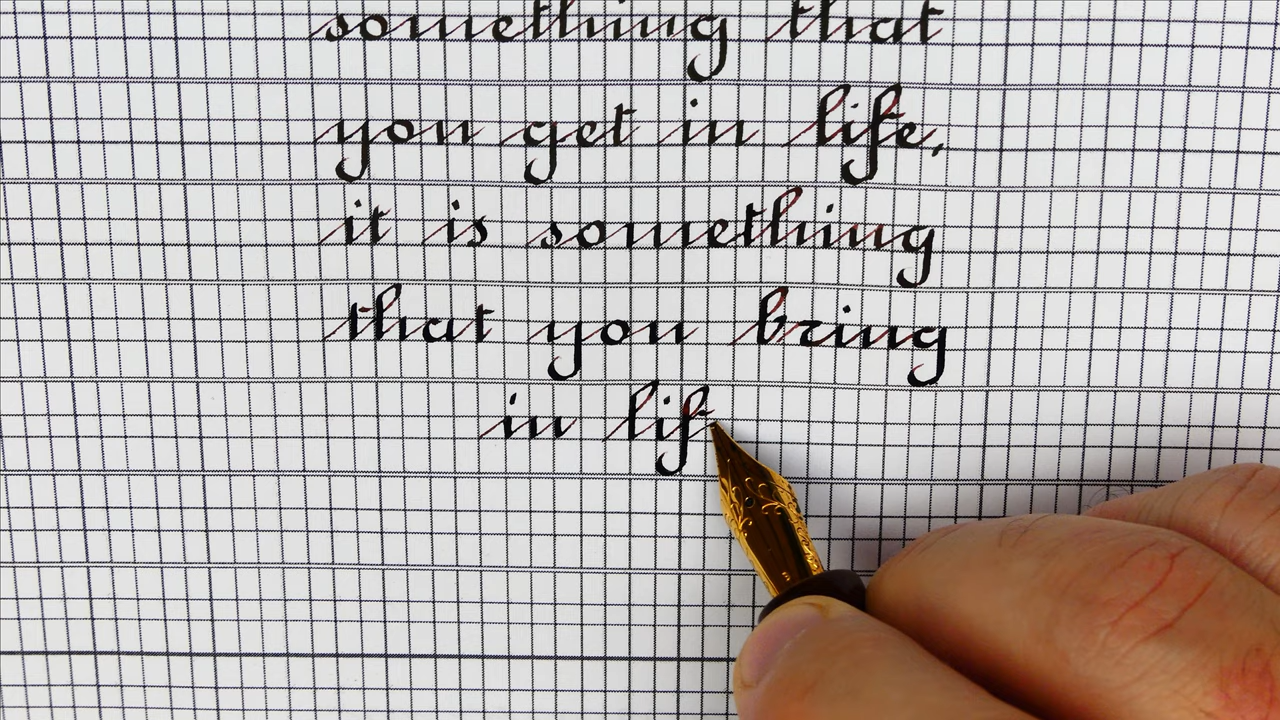 something that
you get in life,
it is something
that you bring
in lif